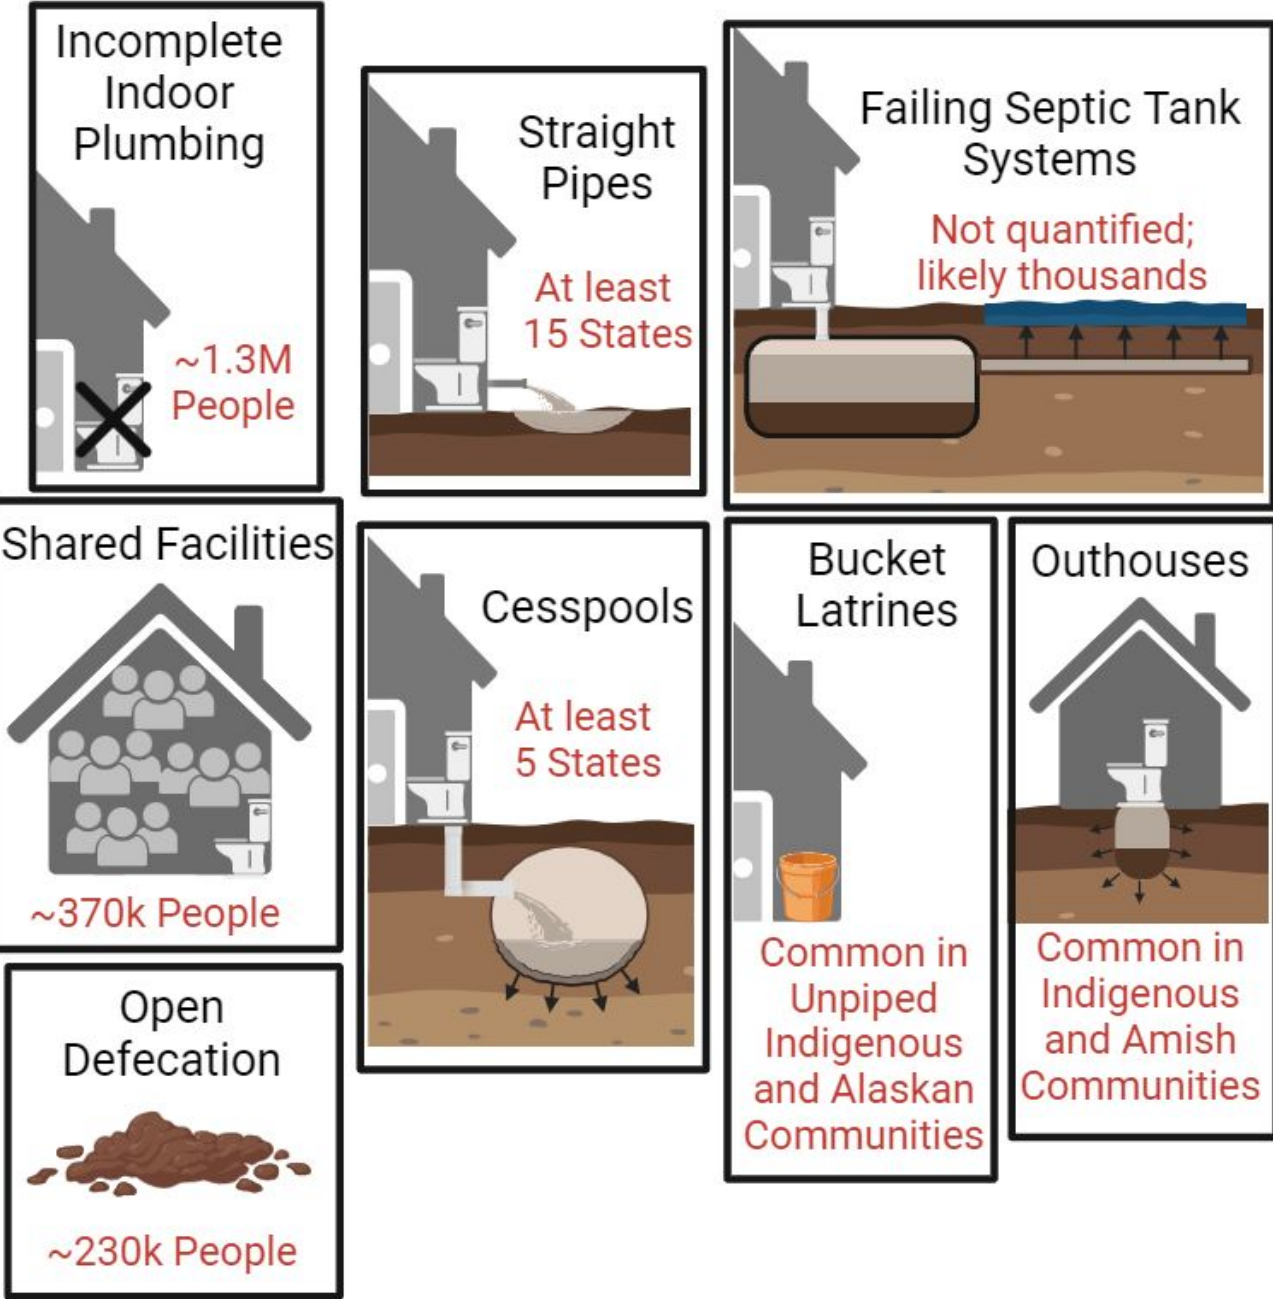 Incomplete
Indoor
Plumbing
~1.3M
People
Straight
Pipes
At least
15 States
Failing Septic Tank
Systems
Not quantified;
likely thousands
Shared Facilities
~370k People
Cesspools
At least
5 States
Bucket
Latrines
Common in
Unpiped
Indigenous
and Alaskan
Communities
Outhouses
Common in
Indigenous
and Amish
Communities
Open
Defecation
~230k People